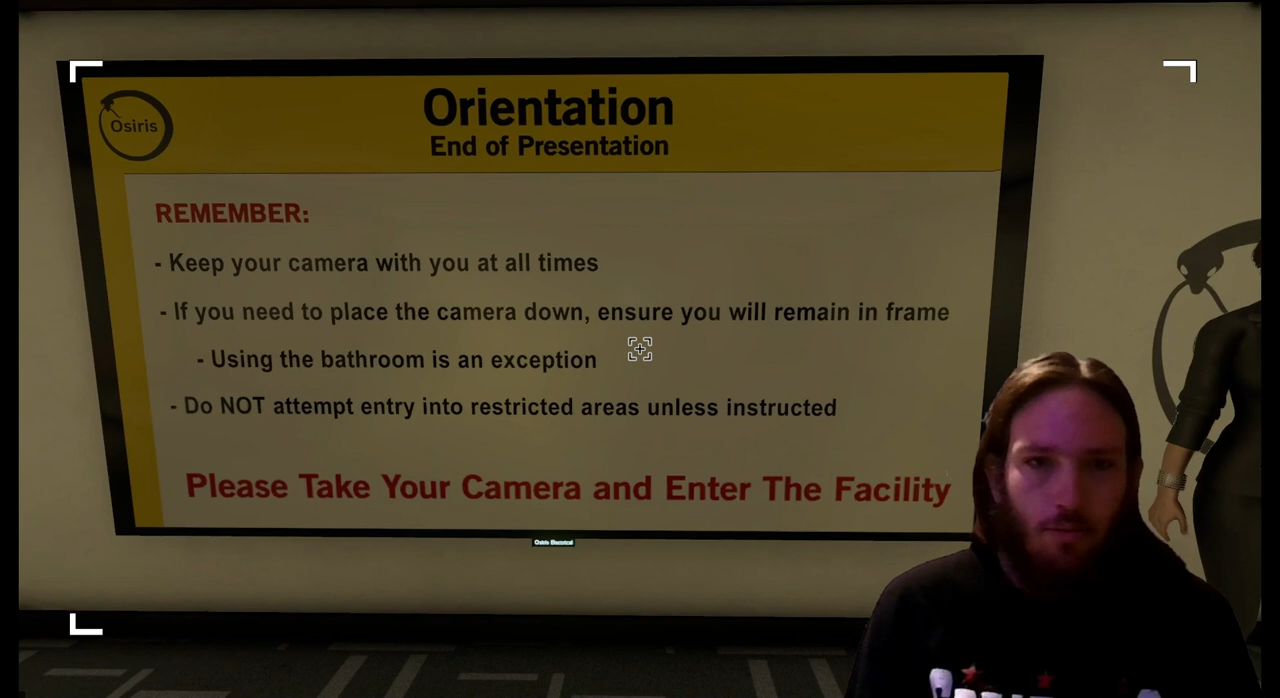 Osiris
Orientation
End of Presentation
REMEMBER:
- Keep your camera with you at all times
- If you need to place the camera down, ensure you will remain in frame
- Using the bathroom is an exception
- Do NOT attempt entry into restricted areas unless instructed
Please Take Your Camera and Enter The Facility
Osiris Electrical